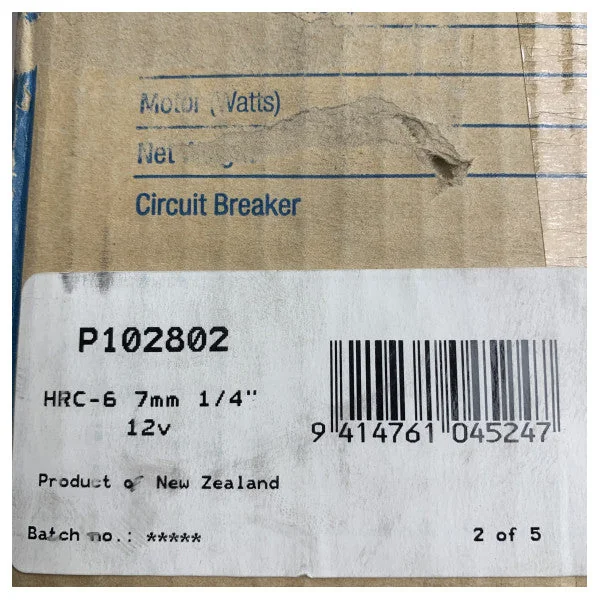 Motor (Watts)
Net
Circuit Breaker
P102802
HRC-6 7mm 1/4"
12v
9 414761 045247
Product of New Zealand
Batch no.: *****
2 of 5